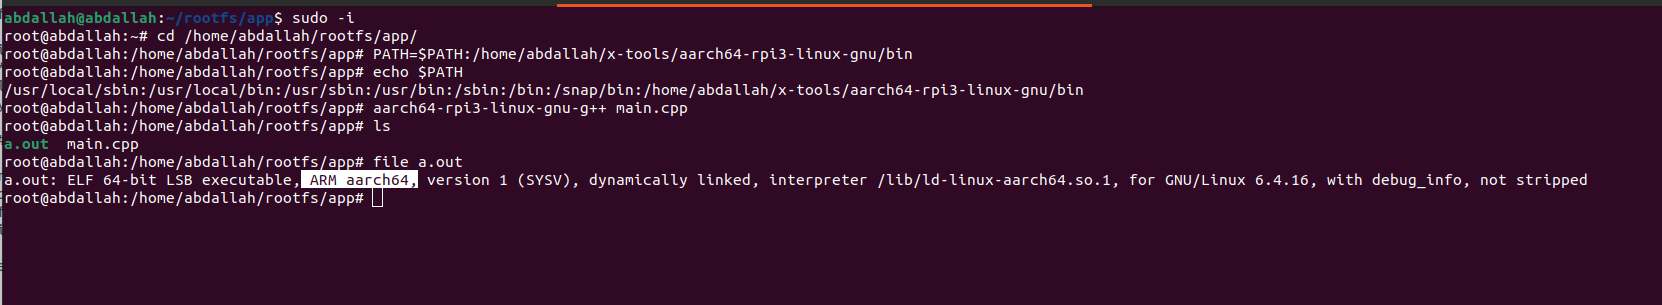 abdallah@abdallah:~/rootfs/app$ sudo -i
root@abdallah:~# cd /home/abdallah/rootfs/app/
root@abdallah:/home/abdallah/rootfs/app# PATH=$PATH:/home/abdallah/x-tools/aarch64-rpi3-linux-gnu/bin
root@abdallah:/home/abdallah/rootfs/app# echo $PATH
/usr/local/sbin:/usr/local/bin:/usr/sbin:/usr/bin:/sbin:/bin:/snap/bin:/home/abdallah/x-tools/aarch64-rpi3-linux-gnu/bin
root@abdallah:/home/abdallah/rootfs/app# aarch64-rpi3-linux-gnu-g++ main.cpp
root@abdallah:/home/abdallah/rootfs/app# ls
a.out  main.cpp
root@abdallah:/home/abdallah/rootfs/app# file a.out
a.out: ELF 64-bit LSB executable, ARM aarch64, version 1 (SYSV), dynamically linked, interpreter /lib/ld-linux-aarch64.so.1, for GNU/Linux 6.4.16, with debug_info, not stripped
root@abdallah:/home/abdallah/rootfs/app#